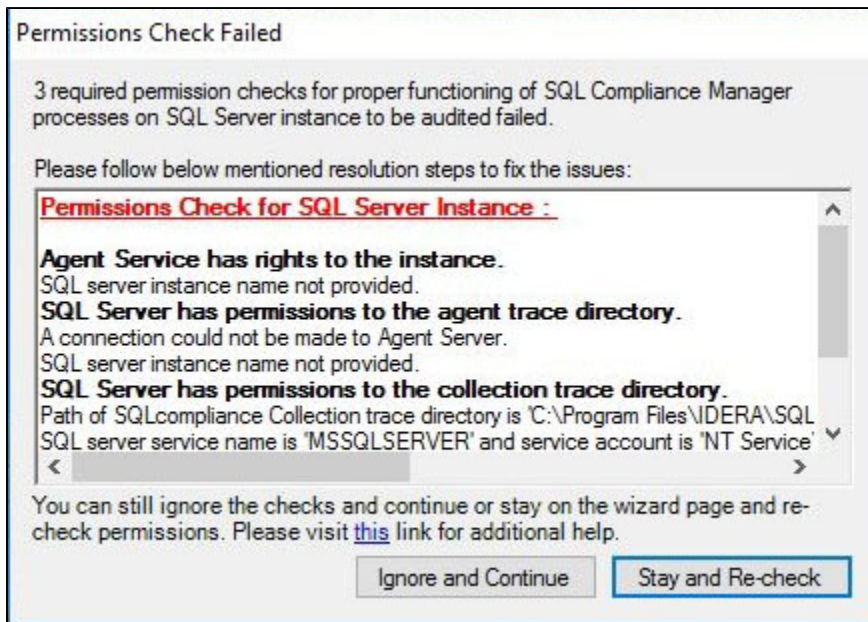 Permissions Check Failed
3 required permission checks for proper functioning of SQL Compliance Manager
processes on SQL Server instance to be audited failed.
Please follow below mentioned resolution steps to fix the issues:
Permissions Check for SQL Server Instance :
Agent Service has rights to the instance.
SQL server instance name not provided.
SQL Server has permissions to the agent trace directory.
A connection could not be made to Agent Server.
SQL server instance name not provided.
SQL Server has permissions to the collection trace directory.
Path of SQLcompliance Collection trace directory is 'C:\Program Files\IDERA\SQL
SQL server service name is 'MSSQLSERVER' and service account is 'NT Service'
You can still ignore the checks and continue or stay on the wizard page and re-
check permissions. Please visit this link for additional help.
Ignore and Continue
Stay and Re-check